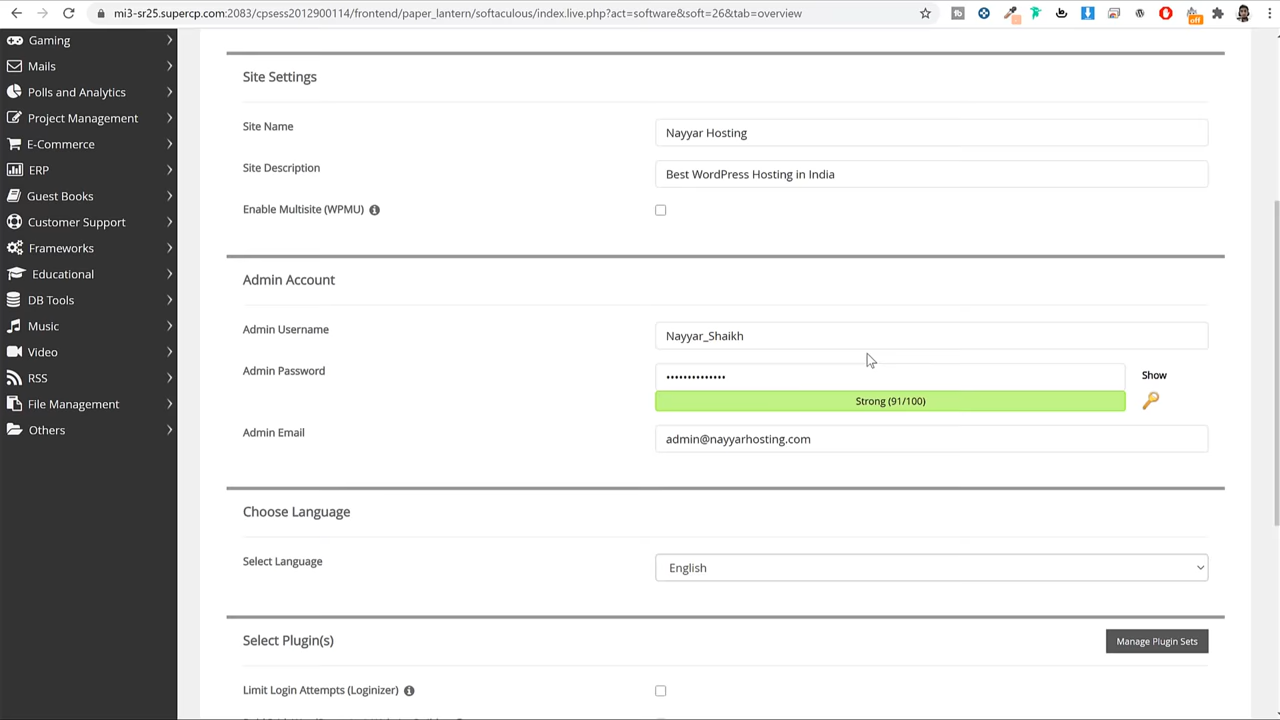 mi3-sr25.supercp.com:2083/cpsess2012900114/frontend/paper_lantern/softaculous/index.live.php?act=software&soft=26&tab=overview
off
Gaming
Mails
Polls and Analytics
Project Management
E-Commerce
ERP
Guest Books
Customer Support
Frameworks
Educational
DB Tools
Music
Video
RSS
File Management
Others
Site Settings
Site Name
Nayyar Hosting
Site Description
Best WordPress Hosting in India
Enable Multisite (WPMU)
Admin Account
Admin Username
Nayyar_Shaikh
Admin Password
••••••••••••••
Show
Strong (91/100)
Admin Email
admin@nayyarhosting.com
Choose Language
Select Language
English
Select Plugin(s)
Manage Plugin Sets
Limit Login Attempts (Loginizer)